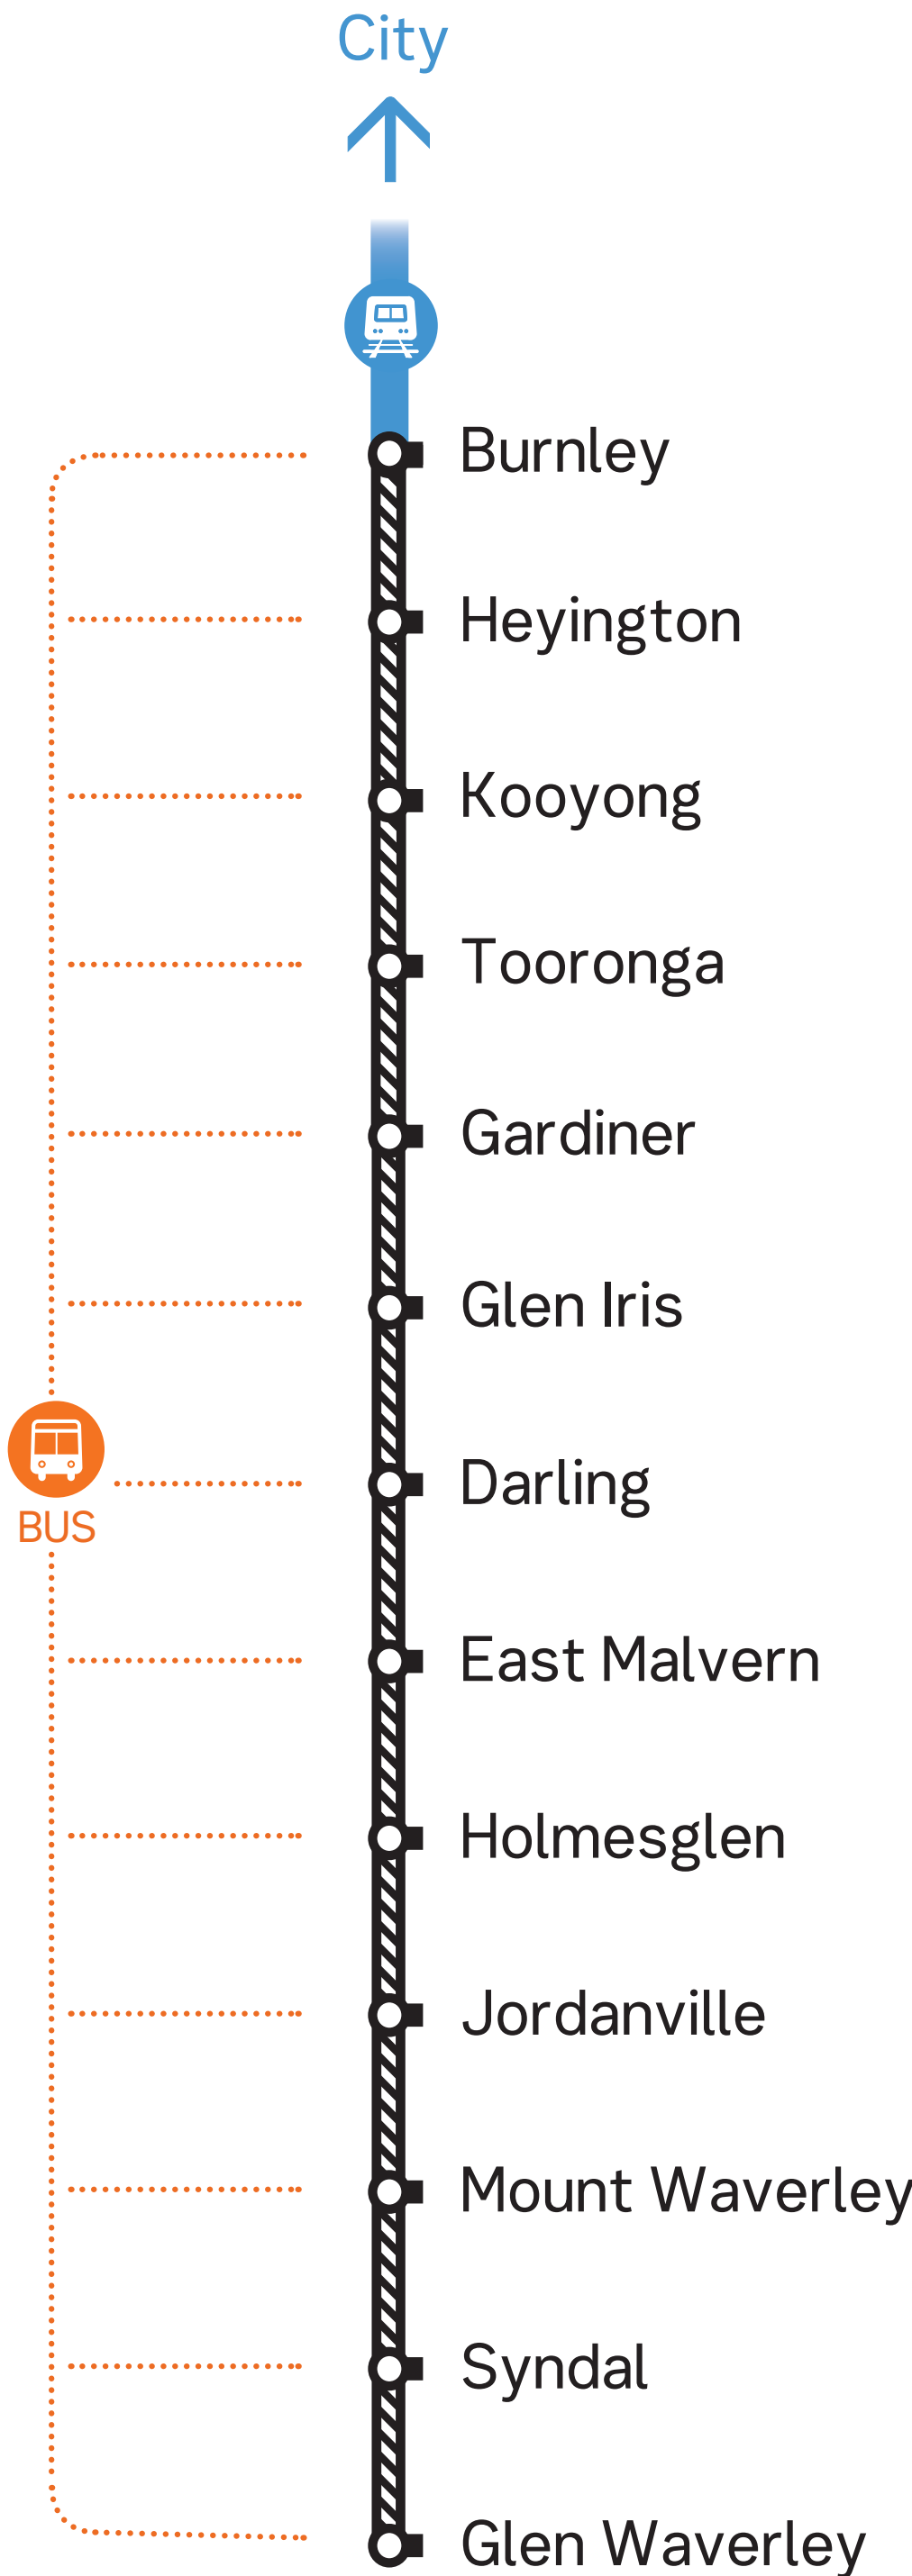 City
Burnley
Heyington
Kooyong
Tooronga
Gardiner
Glen Iris
Darling
BUS
East Malvern
Holmesglen
Jordanville
Mount Waverley
Syndal
Glen Waverley